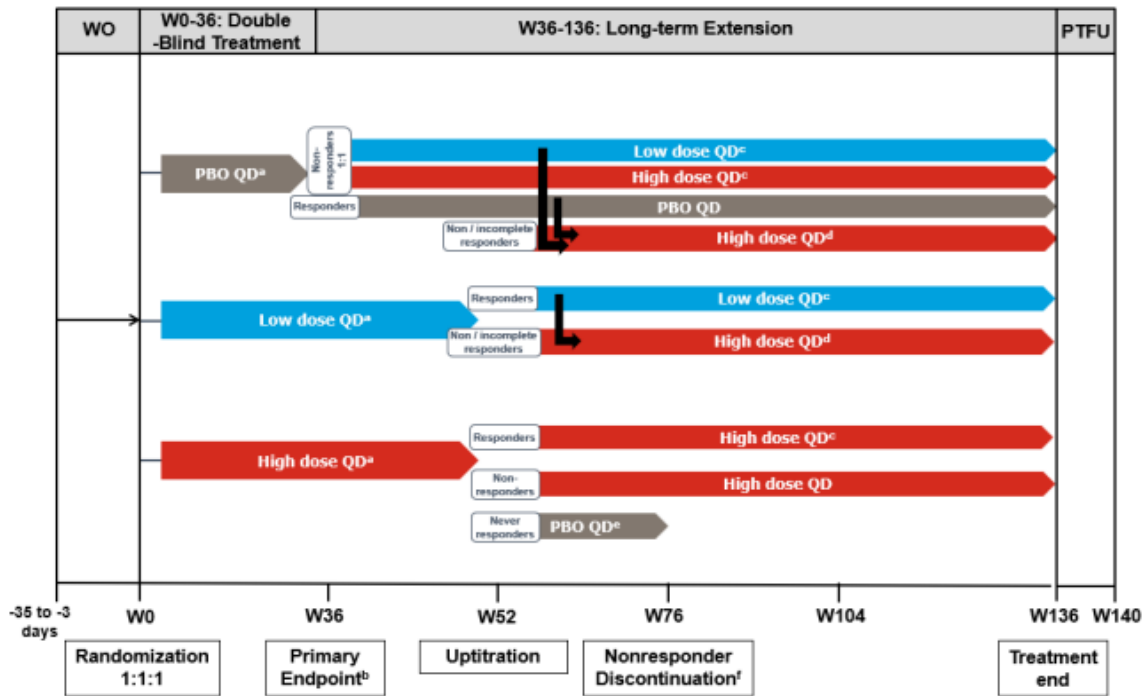 WO
W0-36: Double
-Blind Treatment
W36-136: Long-term Extension
PTFU
PBO QDᵃ
Non-
responders
1:1
Low dose QDᶜ
High dose QDᶜ
Responders
PBO QD
Non / incomplete
responders
High dose QDᵈ
Low dose QDᵃ
Responders
Low dose QDᶜ
Non / incomplete
responders
High dose QDᵈ
High dose QDᵃ
Responders
High dose QDᶜ
Non-
responders
High dose QD
Never
responders
PBO QDᵉ
-35 to -3
days
W0
W36
W52
W76
W104
W136
W140
Randomization
1:1:1
Primary
Endpointᵇ
Uptitration
Nonresponder
Discontinuationᶠ
Treatment
end